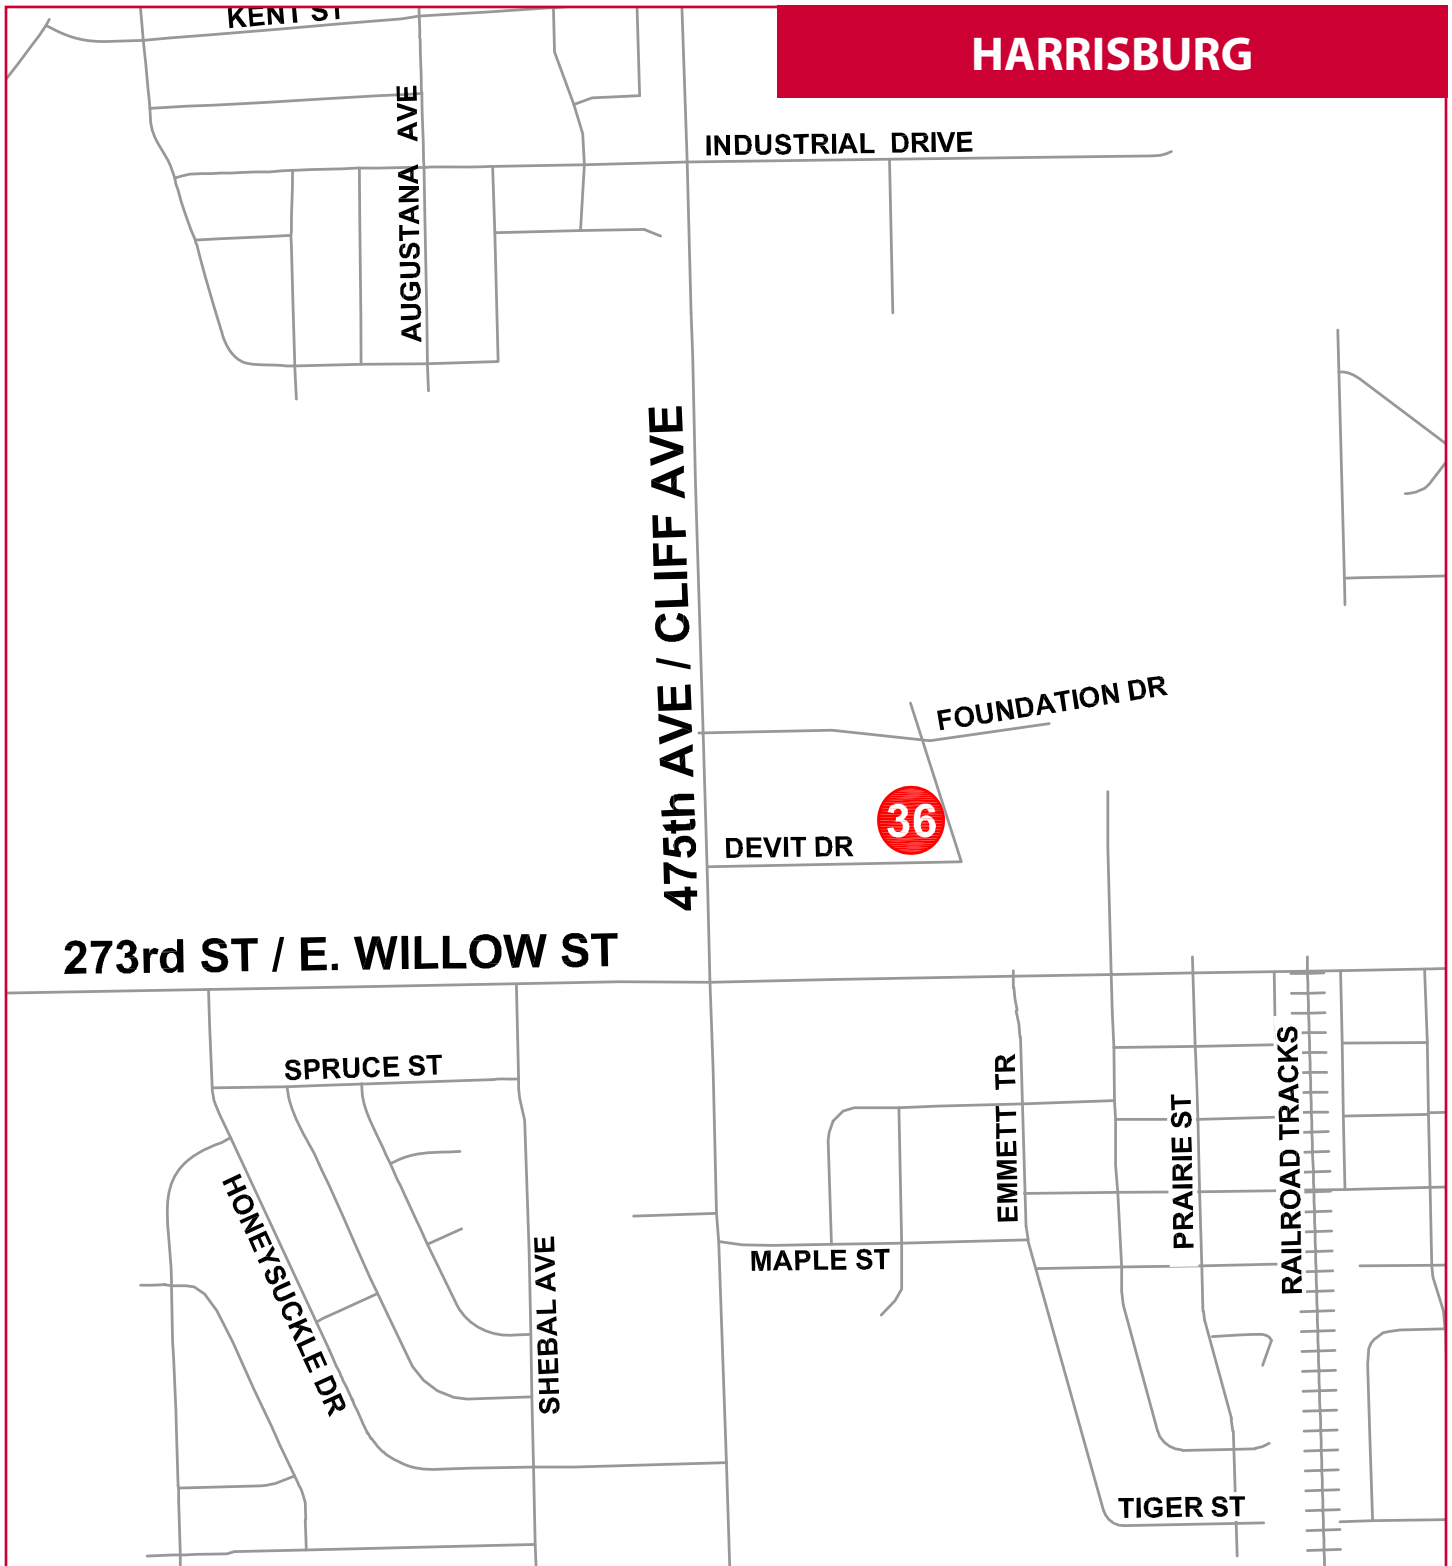 KENT ST
HARRISBURG
AUGUSTANA AVE
INDUSTRIAL DRIVE
475th AVE / CLIFF AVE
FOUNDATION DR
36
DEVIT DR
273rd ST / E. WILLOW ST
SPRUCE ST
HONEYSUCKLE DR
SHEBAL AVE
MAPLE ST
EMMETT TR
PRAIRIE ST
RAILROAD TRACKS
TIGER ST